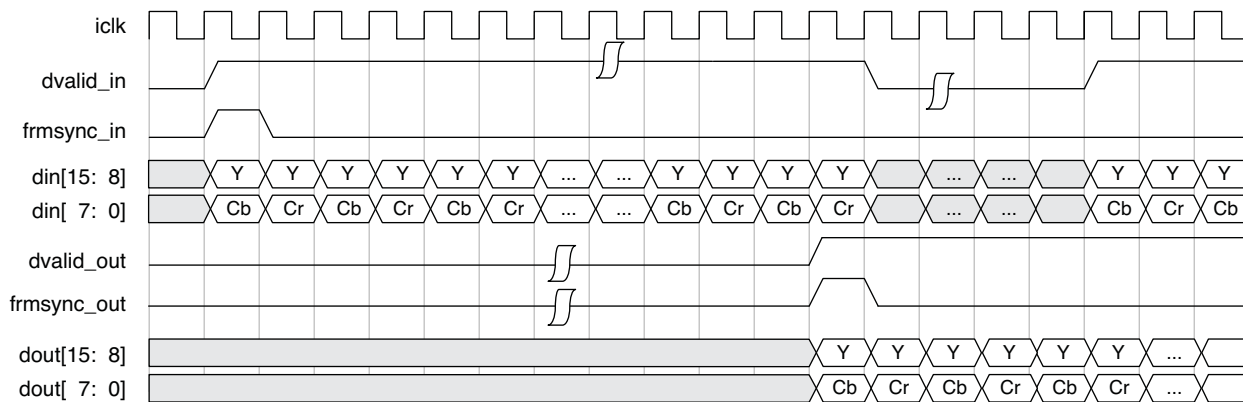 iclk
dvalid_in
frmsync_in
din[15: 8] Y Y Y Y Y Y ... ... Y Y Y Y ... ... Y Y Y
din[ 7: 0] Cb Cr Cb Cr Cb Cr ... ... Cb Cr Cb Cr ... ... Cb Cr Cb
dvalid_out
frmsync_out
dout[15: 8] Y Y Y Y Y Y ...
dout[ 7: 0] Cb Cr Cb Cr Cb Cr ...